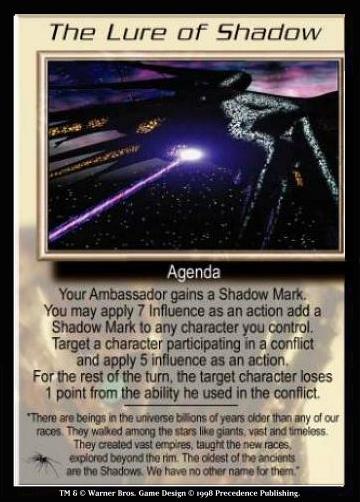 The Lure of Shadow
Agenda
Your Ambassador gains a Shadow Mark.
You may apply 7 Influence as an action add a
Shadow Mark to any character you control.
Target a character participating in a conflict
and apply 5 influence as an action.
For the rest of the turn, the target character loses
1 point from the ability he used in the conflict.
"There are beings in the universe billions of years older than any of our
races. They walked among the stars like giants, vast and timeless.
They created vast empires, taught the new races,
explored beyond the rim. The oldest of the ancients
are the Shadows. We have no other name for them."
TM & © Warner Bros. Game Design © 1998 Precedence Publishing.